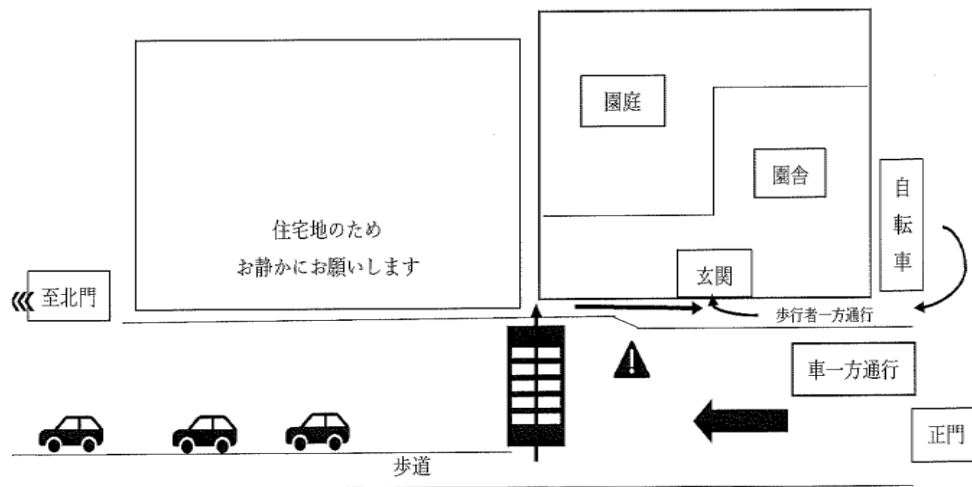 園庭
園舎
自転車
住宅地のため
お静かにお願いします
玄関
至北門
歩行者一方通行
車一方通行
正門
歩道